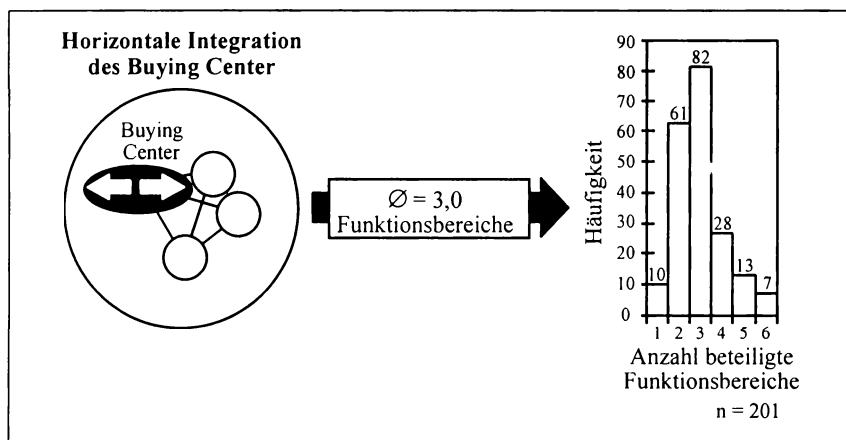 Horizontale Integration
des Buying Center
Buying
Center
∅ = 3,0
Funktionsbereiche
Häufigkeit
90
80
70
60
50
40
30
20
10
0
10
61
82
28
13
7
1 2 3 4 5 6
Anzahl beteiligte
Funktionsbereiche
n = 201